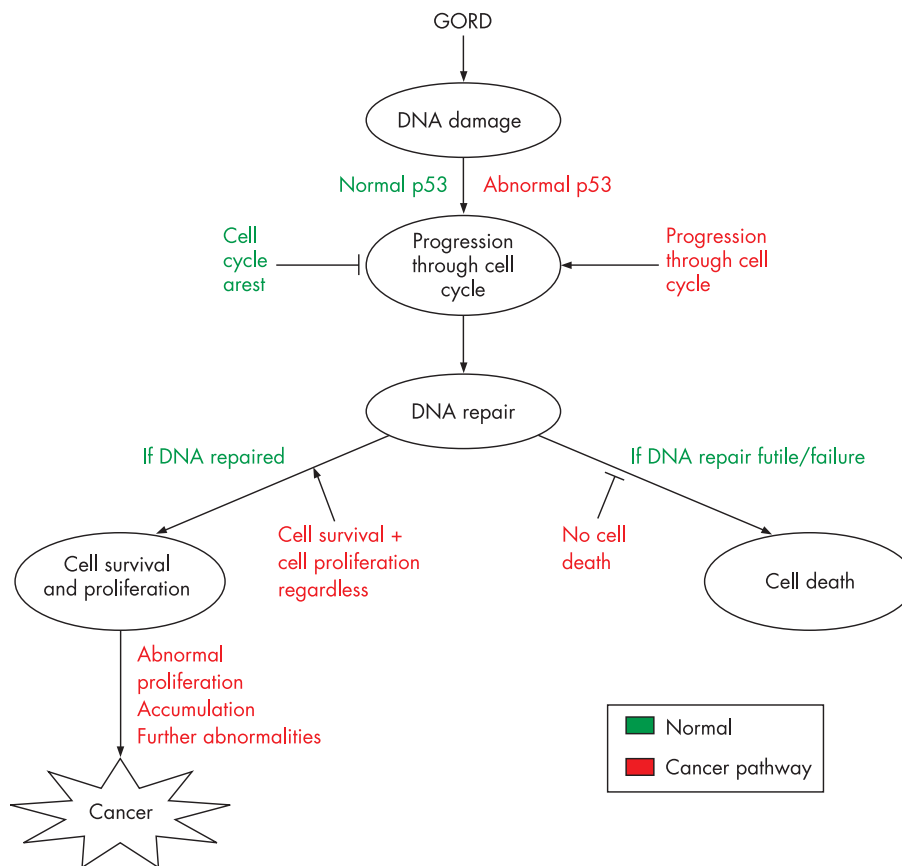 GORD
DNA damage
Normal p53
Abnormal p53
Cell
cycle
arest
Progression
through cell
cycle
Progression
through cell
cycle
DNA repair
If DNA repaired
If DNA repair futile/failure
Cell survival +
cell proliferation
regardless
No cell
death
Cell survival
and proliferation
Cell death
Abnormal
proliferation
Accumulation
Further abnormalities
Normal
Cancer pathway
Cancer